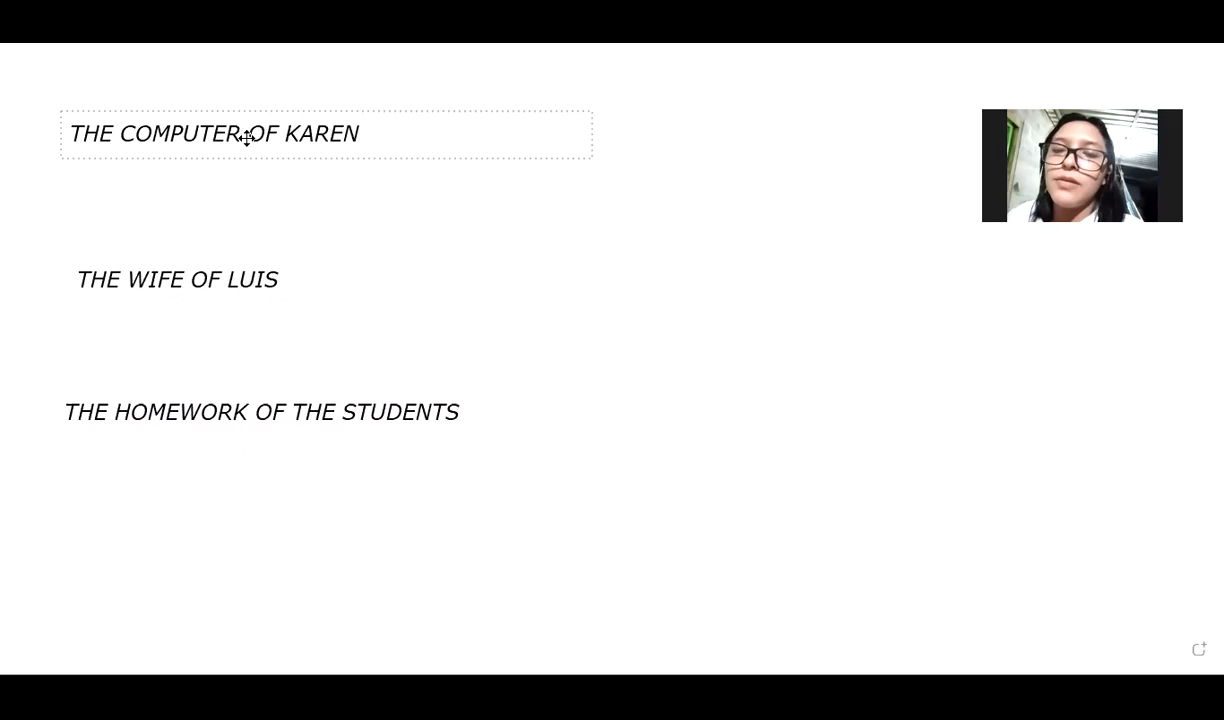 THE COMPUTER OF KAREN
THE WIFE OF LUIS
THE HOMEWORK OF THE STUDENTS